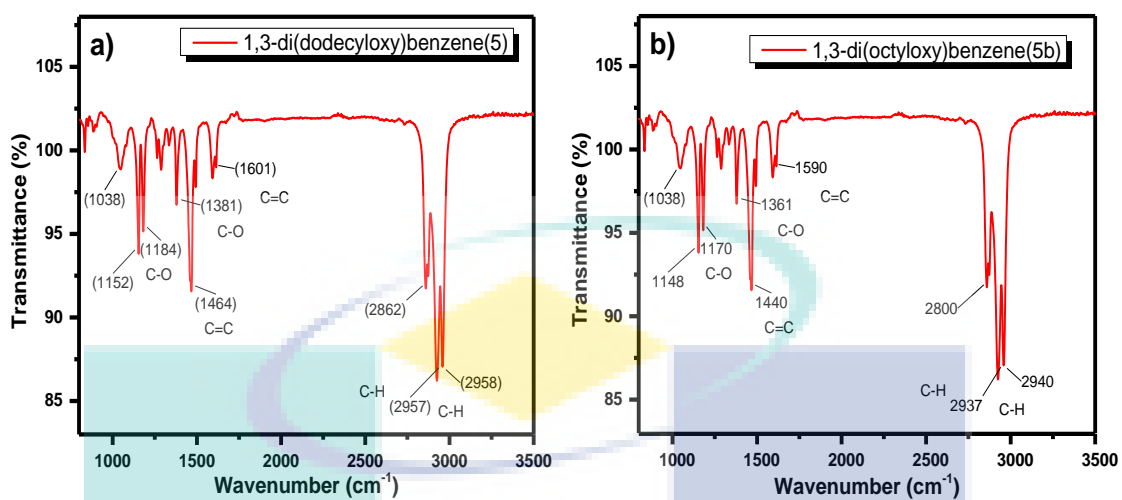 a)
1,3-di(dodecyloxy)benzene(5)
Transmittance (%)
105
100
95
90
85
(1038)
(1152)
(1184)
C-O
(1381)
C-O
(1464)
C=C
(1601)
C=C
(2862)
C-H
(2957)
(2958)
C-H
1000
1500
2000
2500
3000
3500
Wavenumber (cm-1)
b)
1,3-di(octyloxy)benzene(5b)
Transmittance (%)
105
100
95
90
85
(1038)
1148
1170
C-O
1361
C-O
1440
C=C
1590
C=C
2800
C-H
2937
2940
C-H
1000
1500
2000
2500
3000
3500
Wavenumber (cm-1)